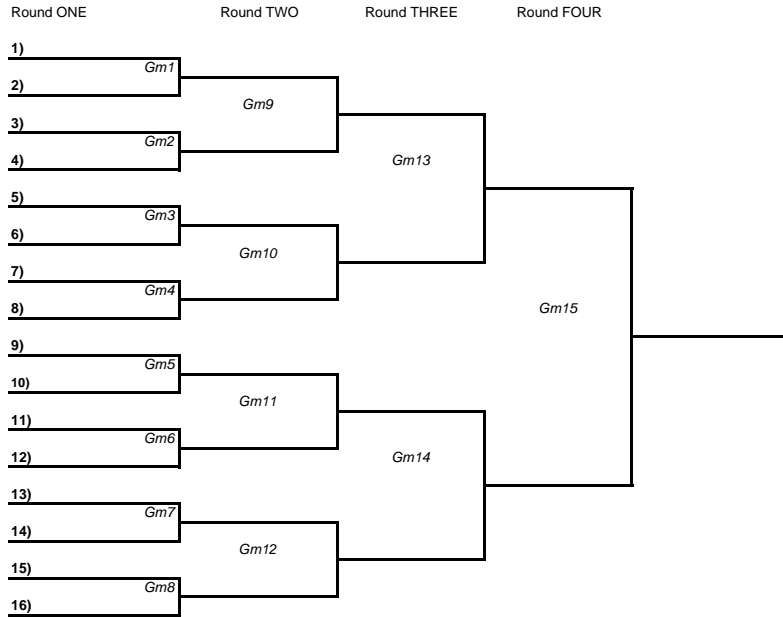 Round ONE Round TWO Round THREE Round FOUR
1)
Gm1
2)
Gm9
3)
Gm2
4)
Gm13
5)
Gm3
6)
Gm10
7)
Gm4
8)
Gm15
9)
Gm5
10)
Gm11
11)
Gm6
12)
Gm14
13)
Gm7
14)
Gm12
15)
Gm8
16)